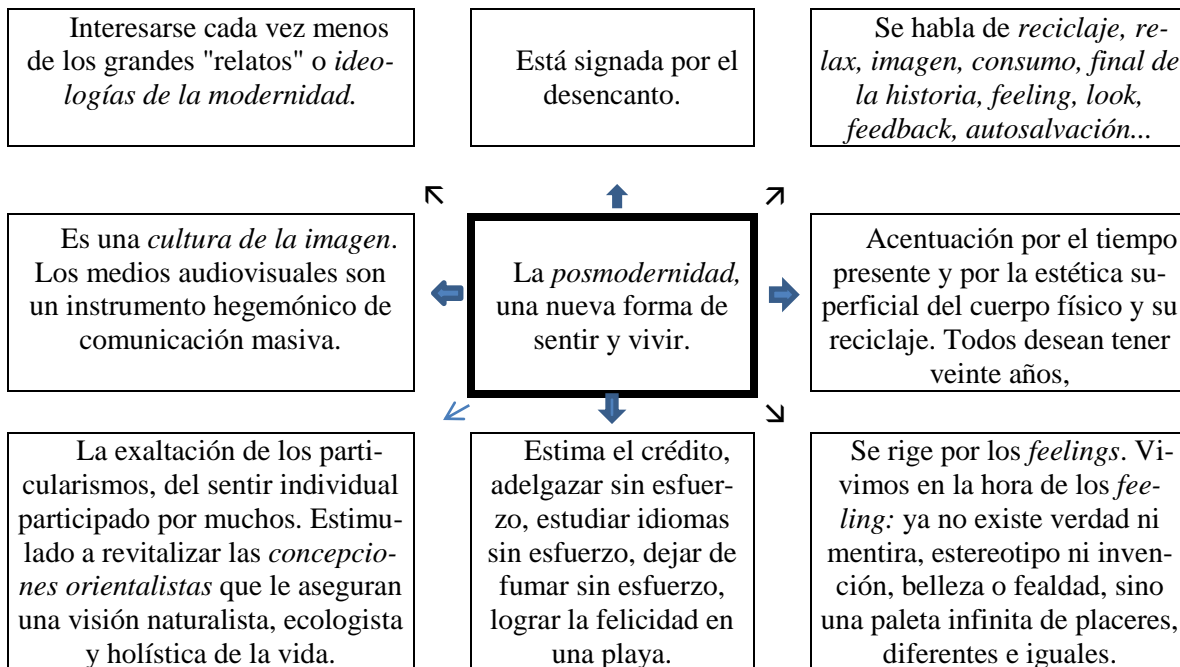 Interesarse cada vez menos
de los grandes "relatos" o ideo-
logías de la modernidad.
Está signada por el
desencanto.
Se habla de reciclaje, re-
lax, imagen, consumo, final de
la historia, feeling, look,
feedback, autosalvación...
Es una cultura de la imagen.
Los medios audiovisuales son
un instrumento hegemónico de
comunicación masiva.
La posmodernidad,
una nueva forma de
sentir y vivir.
Acentuación por el tiempo
presente y por la estética su-
perficial del cuerpo físico y su
reciclaje. Todos desean tener
veinte años,
La exaltación de los parti-
cularismos, del sentir individual
participado por muchos. Estimu-
lado a revitalizar las concepcio-
nes orientalistas que le aseguran
una visión naturalista, ecologista
y holística de la vida.
Estima el crédito,
adelgazar sin esfuer-
zo, estudiar idiomas
sin esfuerzo, dejar de
fumar sin esfuerzo,
lograr la felicidad en
una playa.
Se rige por los feelings. Vi-
vimos en la hora de los fee-
ling: ya no existe verdad ni
mentira, estereotipo ni inven-
ción, belleza o fealdad, sino
una paleta infinita de placeres,
diferentes e iguales.